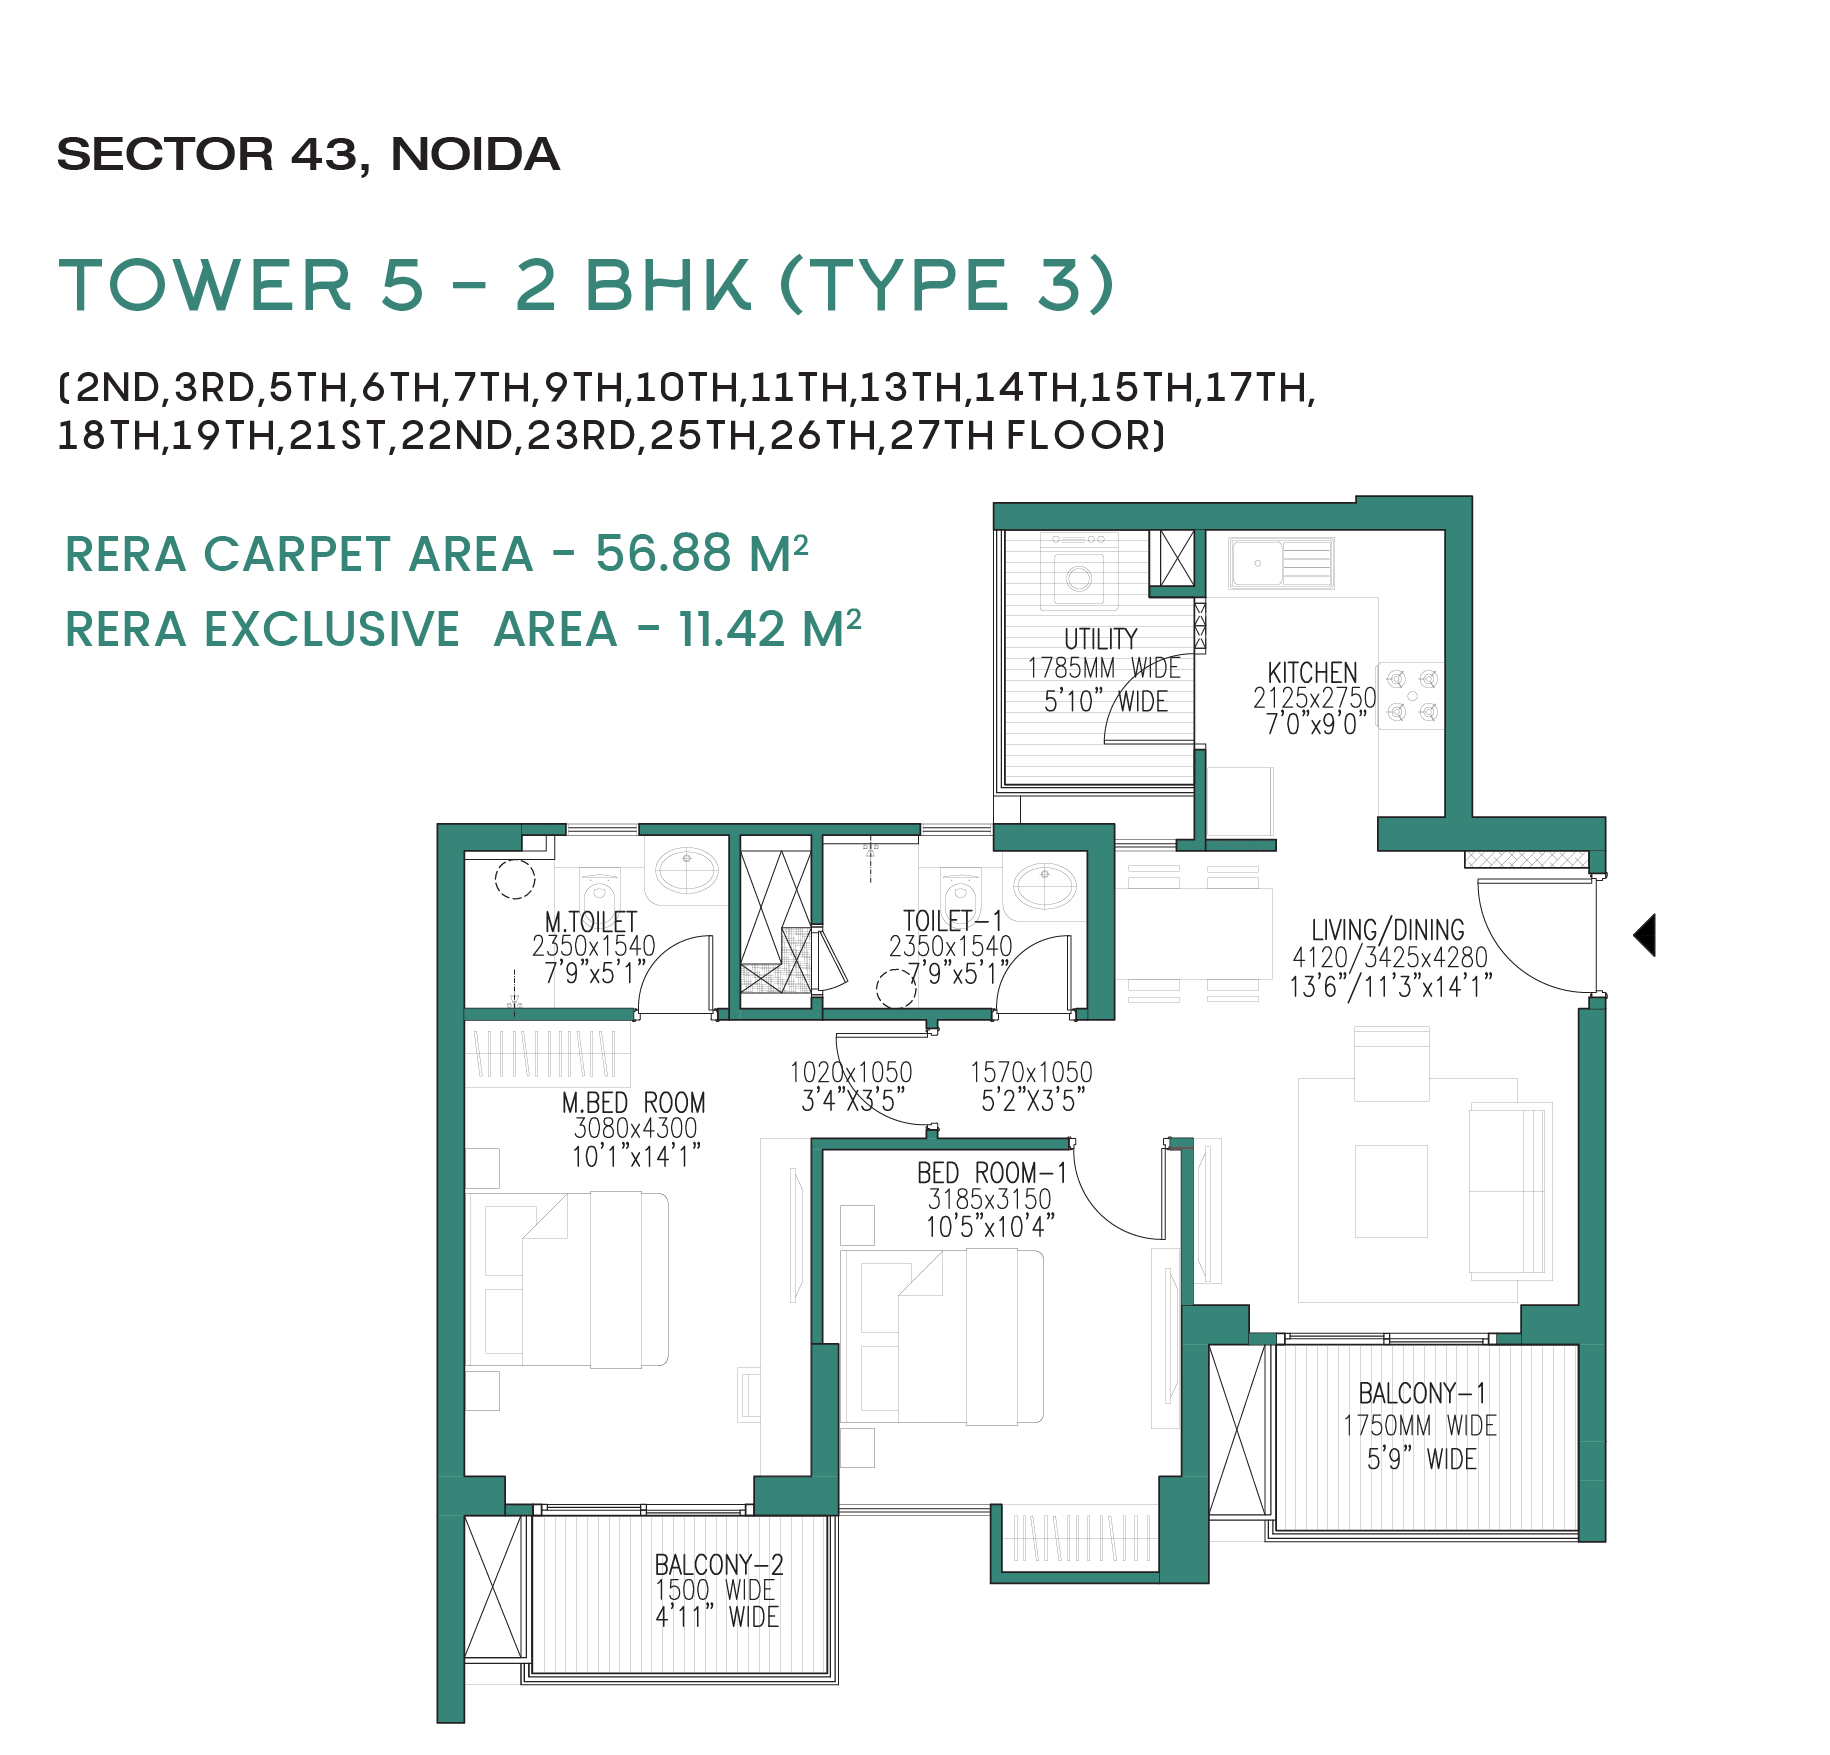 SECTOR 43, NOIDA
TOWER 5 – 2 BHK (TYPE 3)
(2ND,3RD,5TH,6TH,7TH,9TH,10TH,11TH,13TH,14TH,15TH,17TH,
18TH,19TH,21ST,22ND,23RD,25TH,26TH,27TH FLOOR)
RERA CARPET AREA - 56.88 M²
RERA EXCLUSIVE AREA - 11.42 M²
UTILITY
1785MM WIDE
5'10" WIDE
KITCHEN
2125x2750
7'0"x9'0"
M.TOILET
2350x1540
7'9"x5'1"
TOILET-1
2350x1540
7'9"x5'1"
LIVING/DINING
4120/3425x4280
13'6"/11'3"x14'1"
1020x1050
3'4"X3'5"
1570x1050
5'2"X3'5"
M.BED ROOM
3080x4300
10'1"x14'1"
BED ROOM-1
3185x3150
10'5"x10'4"
BALCONY-1
1750MM WIDE
5'9" WIDE
BALCONY-2
1500 WIDE
4'11" WIDE